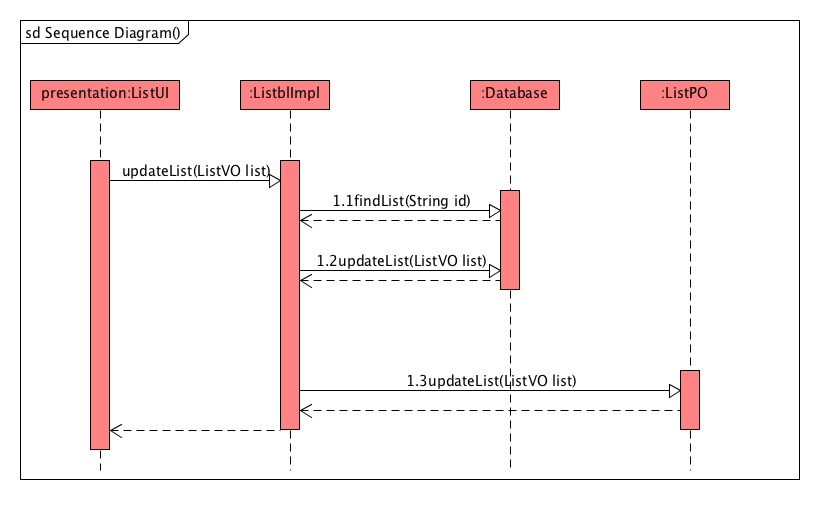 sd Sequence Diagram()
presentation:ListUI
:ListblImpl
:Database
:ListPO
updateList(ListVO list)
1.1findList(String id)
1.2updateList(ListVO list)
1.3updateList(ListVO list)